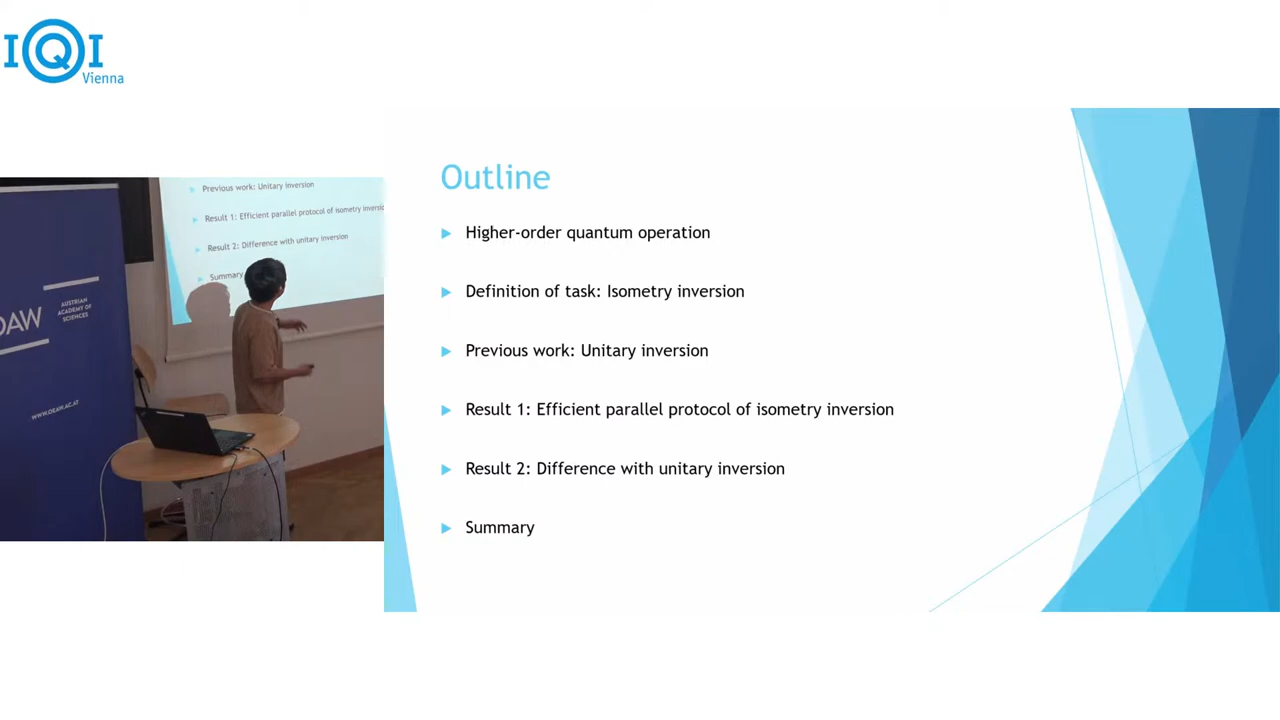 IQI
Vienna
Outline
Higher-order quantum operation
Definition of task: Isometry inversion
Previous work: Unitary inversion
Result 1: Efficient parallel protocol of isometry inversion
Result 2: Difference with unitary inversion
Summary
Previous work: Unitary inversion
Result 1: Efficient parallel protocol of isometry
Result 2: Difference with unitary inversion
Summary
AUSTRIAN
ACADEMY OF
SCIENCES
WWW.OEAW.AC.AT